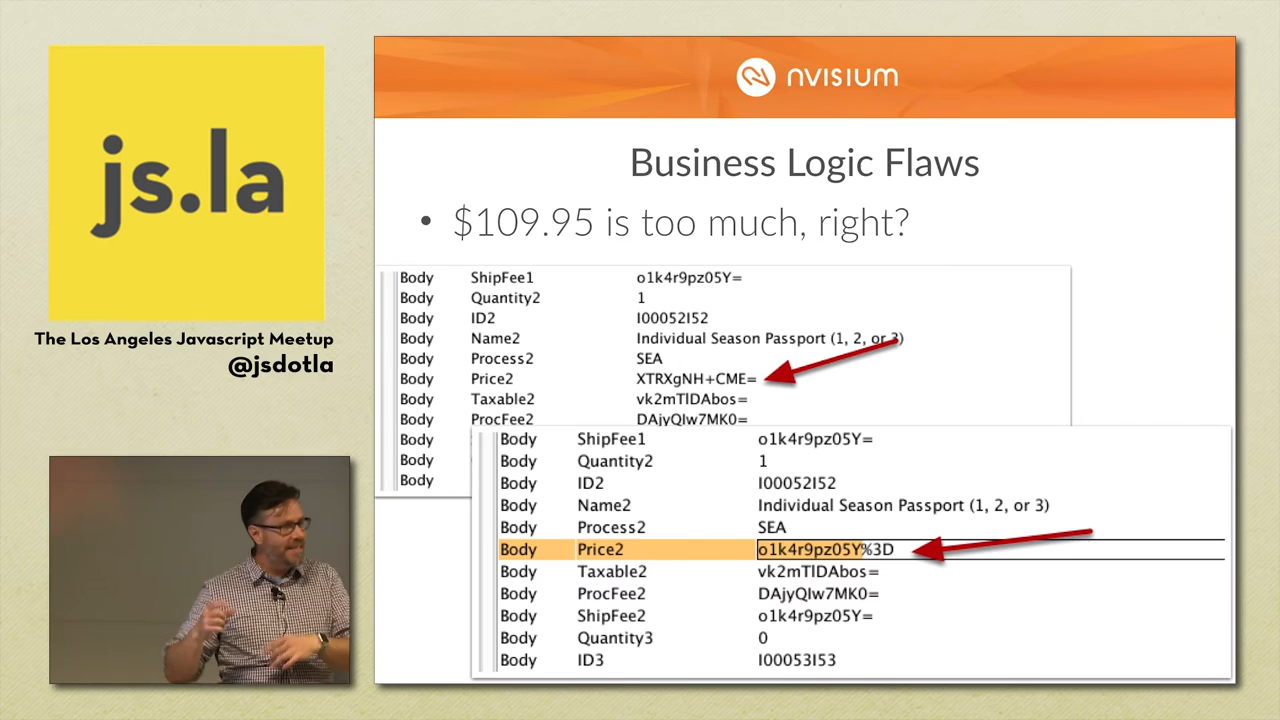 js.la
The Los Angeles Javascript Meetup
@jsdotla
NVISIUM
Business Logic Flaws
• $109.95 is too much, right?
Body ShipFee1 o1k4r9pz05Y=
Body Quantity2 1
Body ID2 I00052I52
Body Name2 Individual Season Passport (1, 2, or 3)
Body Process2 SEA
Body Price2 XTRXgNH+CME=
Body Taxable2 vk2mTlDAbos=
Body ProcFee2 DAjyQIw7MK0=
Body
Body
Body
Body ShipFee1 o1k4r9pz05Y=
Body Quantity2 1
Body ID2 I00052I52
Body Name2 Individual Season Passport (1, 2, or 3)
Body Process2 SEA
Body Price2 o1k4r9pz05Y%3D
Body Taxable2 vk2mTlDAbos=
Body ProcFee2 DAjyQIw7MK0=
Body ShipFee2 o1k4r9pz05Y=
Body Quantity3 0
Body ID3 I00053I53